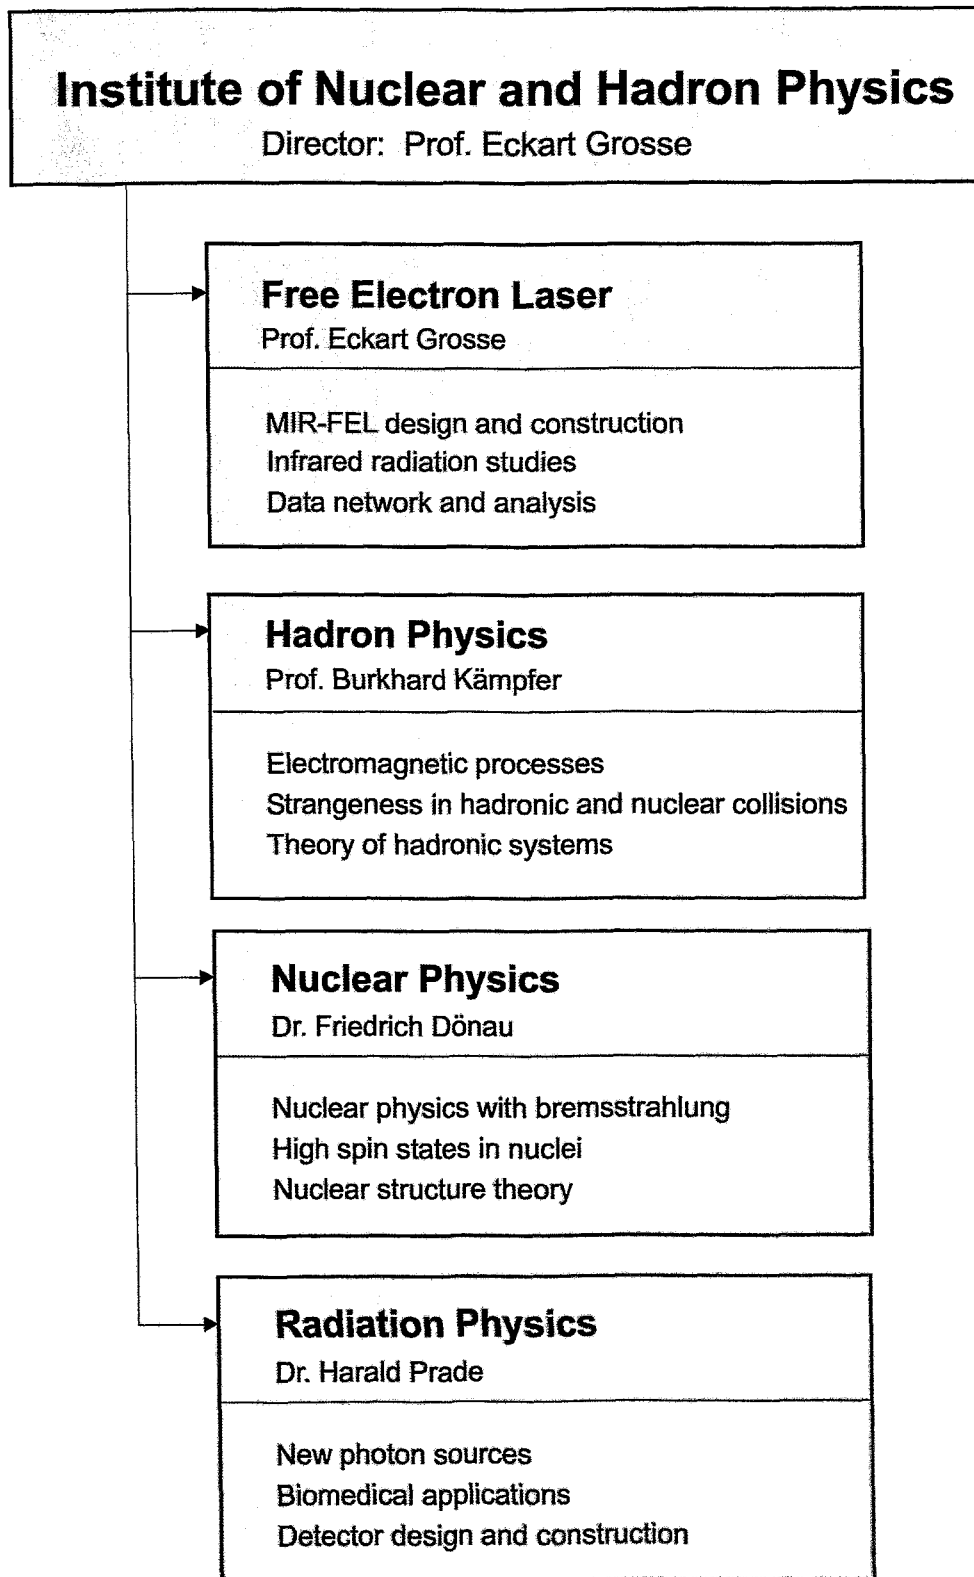 Institute of Nuclear and Hadron Physics
Director: Prof. Eckart Grosse
Free Electron Laser
Prof. Eckart Grosse
MIR-FEL design and construction
Infrared radiation studies
Data network and analysis
Hadron Physics
Prof. Burkhard Kämpfer
Electromagnetic processes
Strangeness in hadronic and nuclear collisions
Theory of hadronic systems
Nuclear Physics
Dr. Friedrich Dönau
Nuclear physics with bremsstrahlung
High spin states in nuclei
Nuclear structure theory
Radiation Physics
Dr. Harald Prade
New photon sources
Biomedical applications
Detector design and construction